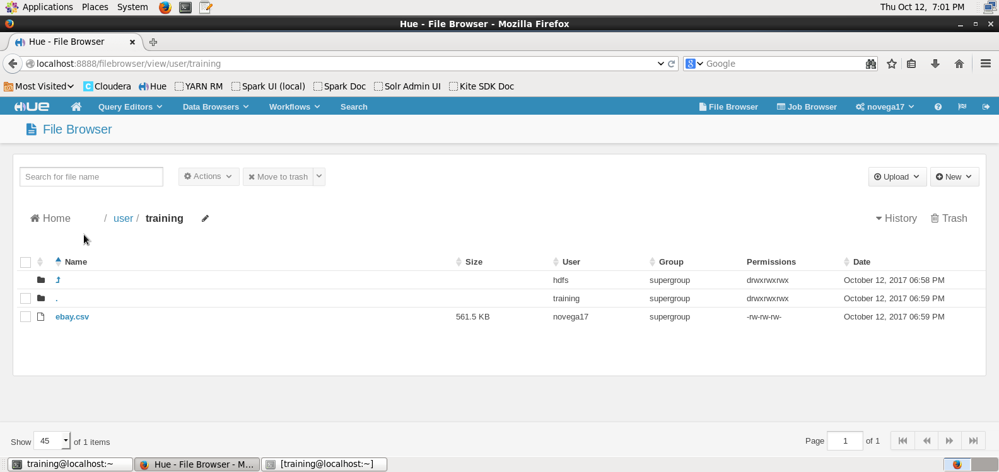 Applications Places System Thu Oct 12, 7:01 PM
Hue - File Browser - Mozilla Firefox
Hue - File Browser
localhost:8888/filebrowser/view/user/training Google
Most Visited Cloudera Hue YARN RM Spark UI (local) Spark Doc Solr Admin UI Kite SDK Doc
HUE Query Editors Data Browsers Workflows Search File Browser Job Browser novega17
File Browser
Search for file name Actions Move to trash Upload New
Home / user / training History Trash
Name Size User Group Permissions Date
hdfs supergroup drwxrwxrwx October 12, 2017 06:58 PM
. training supergroup drwxrwxrwx October 12, 2017 06:59 PM
ebay.csv 561.5 KB novega17 supergroup -rw-rw-rw- October 12, 2017 06:59 PM
Show 45 of 1 items Page 1 of 1
training@localhost:~ Hue - File Browser - M... [training@localhost:~]